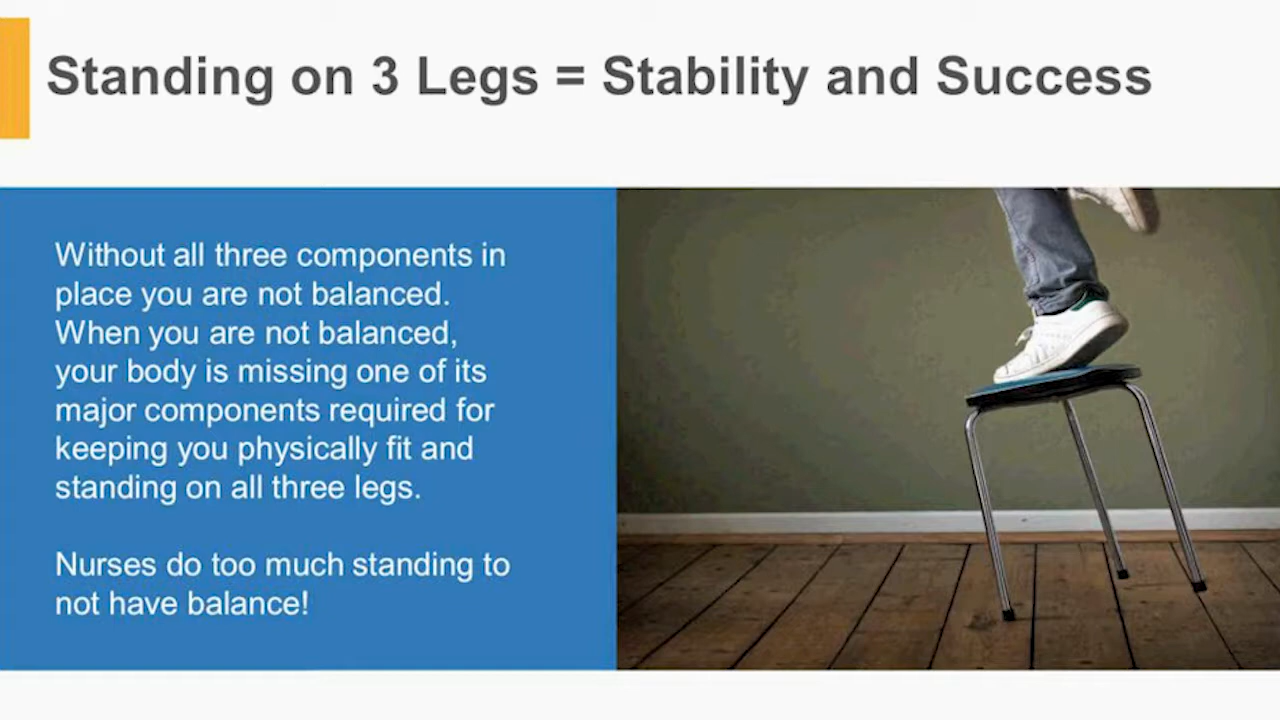 Standing on 3 Legs = Stability and Success
Without all three components in
place you are not balanced.
When you are not balanced,
your body is missing one of its
major components required for
keeping you physically fit and
standing on all three legs.
Nurses do too much standing to
not have balance!